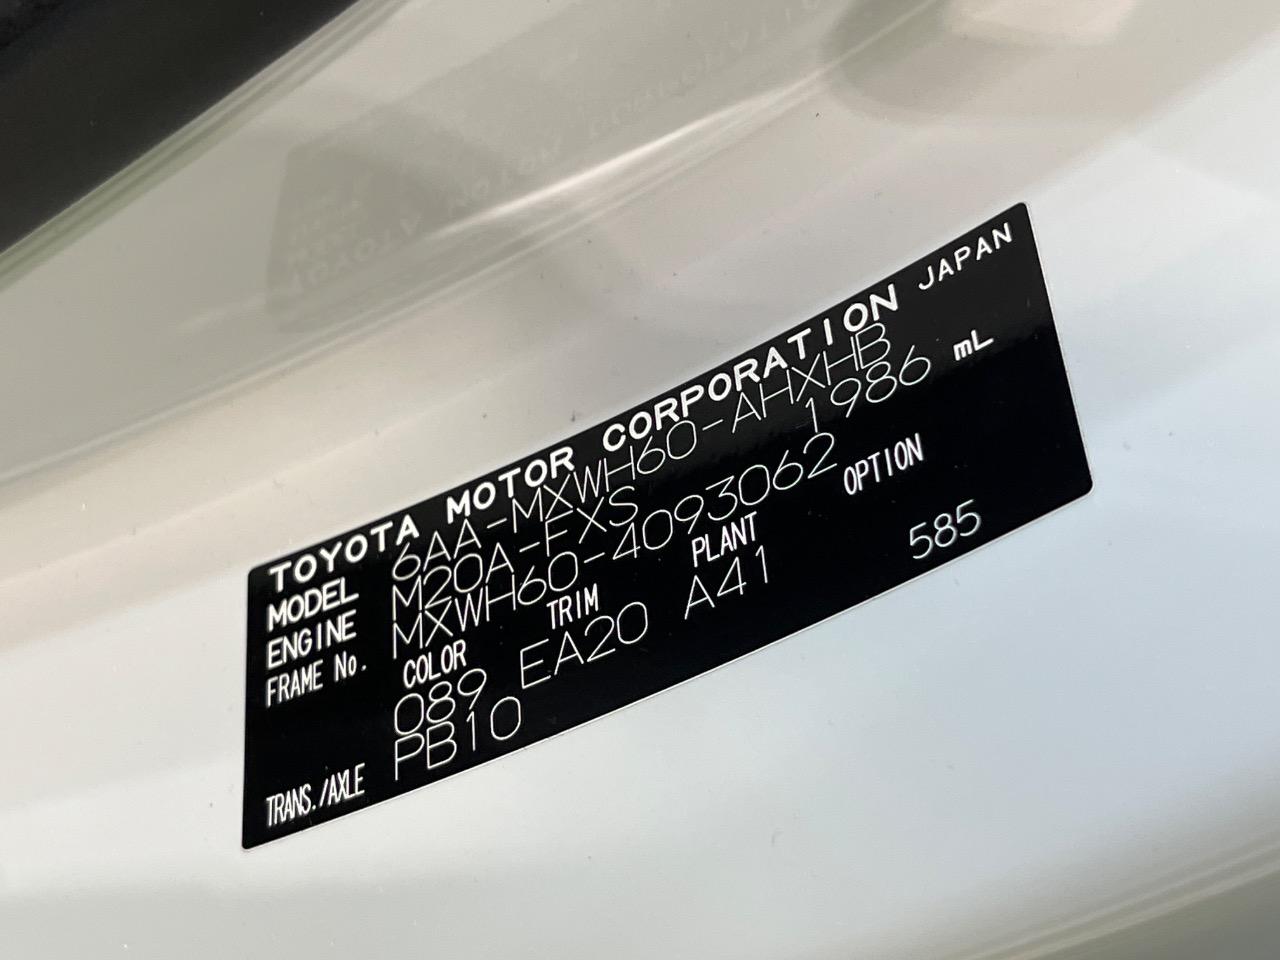 TOYOTA MOTOR CORPORATION JAPAN
MODEL 6AA-MXWH60-AHXHB
ENGINE M20A-FXS 1986 mL
FRAME No. MXWH60-4093062
COLOR TRIM PLANT OPTION
089 EA20 A41 585
TRANS./AXLE PB10